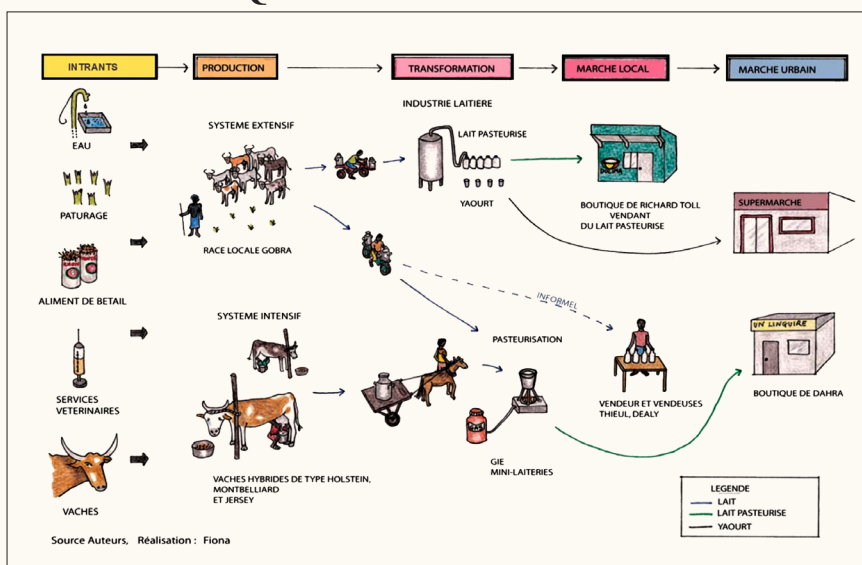 INTRANTS
PRODUCTION
TRANSFORMATION
MARCHE LOCAL
MARCHE URBAIN
EAU
PATURAGE
ALIMENT DE BETAIL
SERVICES
VETERINAIRES
VACHES
SYSTEME EXTENSIF
RACE LOCALE GOBRA
SYSTEME INTENSIF
VACHES HYBRIDES DE TYPE HOLSTEIN,
MONTBELLIARD
ET JERSEY
INDUSTRIE LAITIERE
LAIT PASTEURISE
YAOURT
INFORMEL
PASTEURISATION
GIE
MINI-LAITERIES
BOUTIQUE DE RICHARD TOLL
VENDANT
DU LAIT PASTEURISE
VENDEUR ET VENDEUSES
THIEUL, DEALY
SUPERMARCHE
UN LINGUIRE
BOUTIQUE DE DAHRA
LEGENDE
LAIT
LAIT PASTEURISE
YAOURT
Source Auteurs, Réalisation : Fiona